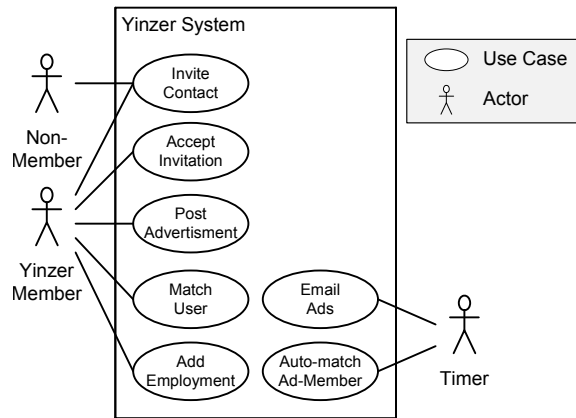 Yinzer System
Use Case
Actor
Non-
Member
Yinzer
Member
Invite
Contact
Accept
Invitation
Post
Advertisment
Match
User
Add
Employment
Email
Ads
Auto-match
Ad-Member
Timer